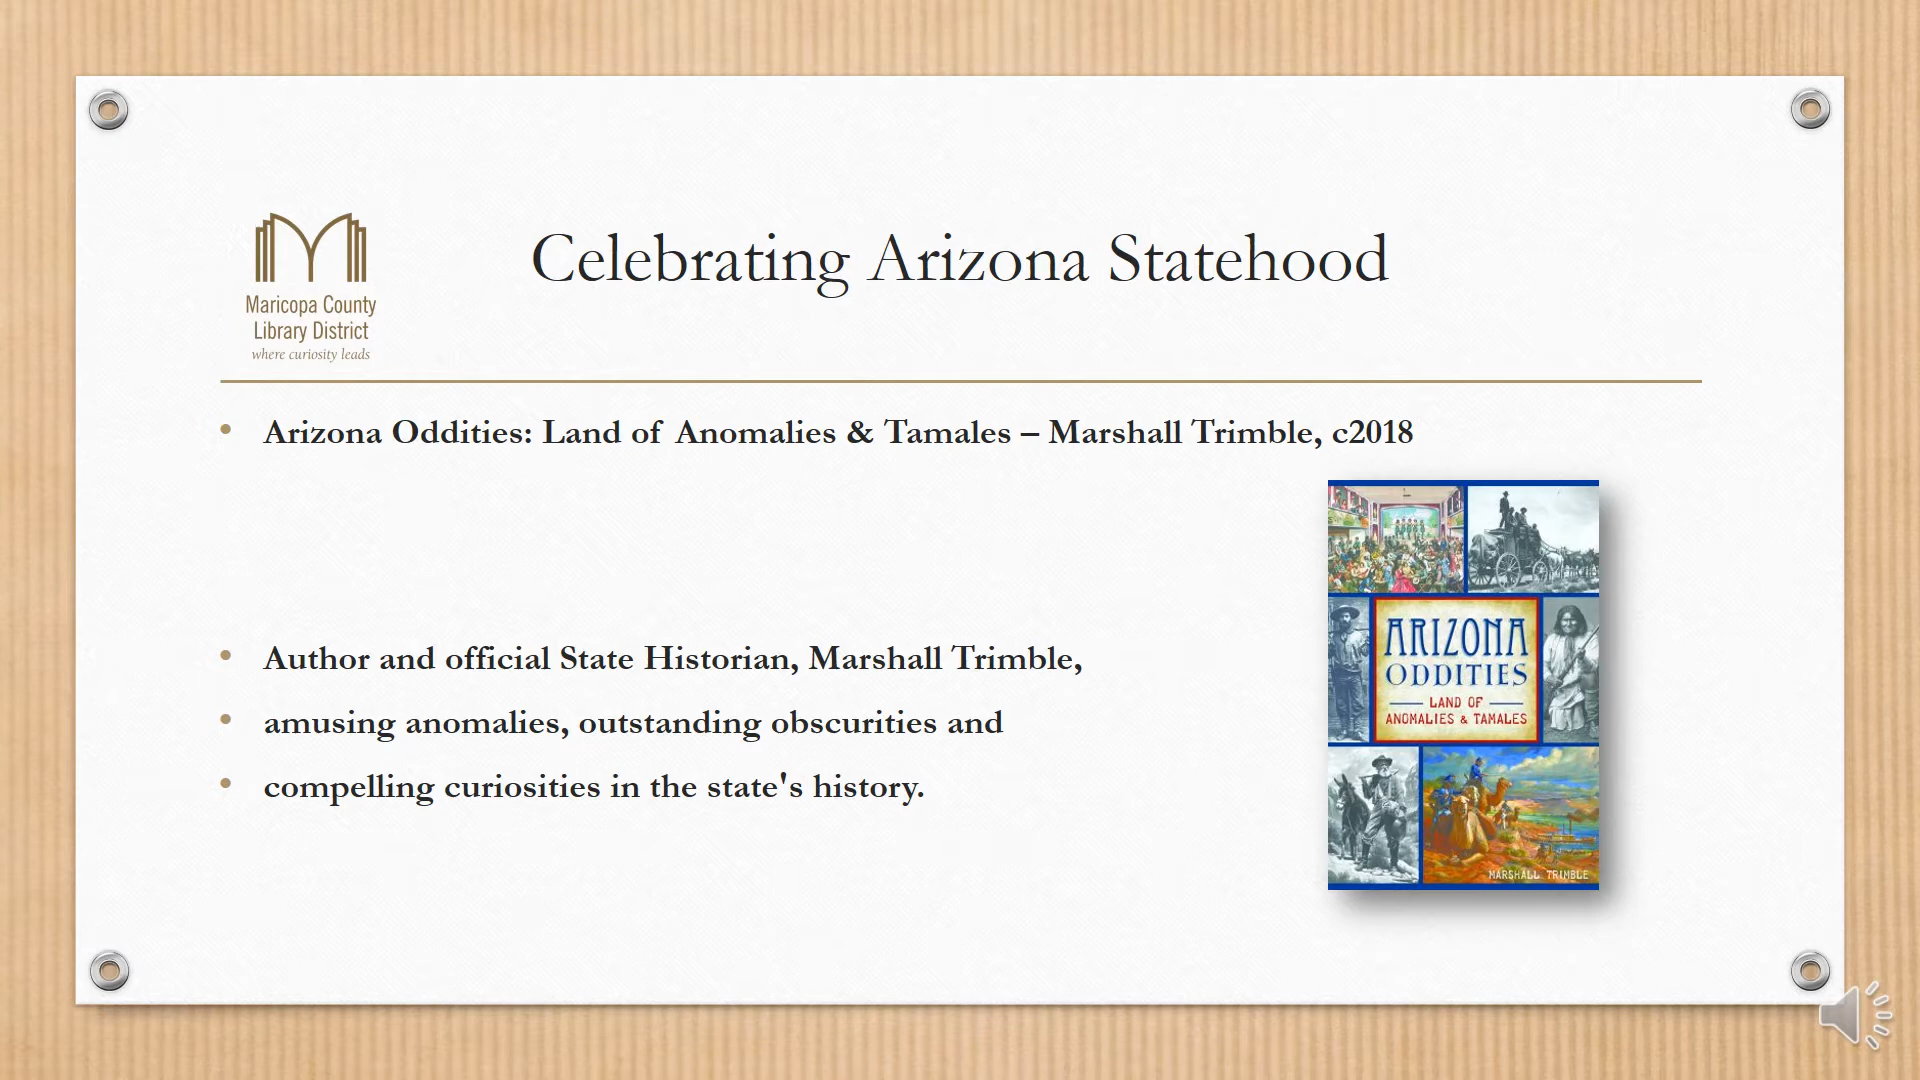 Maricopa County
Library District
where curiosity leads
Celebrating Arizona Statehood
• Arizona Oddities: Land of Anomalies & Tamales – Marshall Trimble, c2018
• Author and official State Historian, Marshall Trimble,
• amusing anomalies, outstanding obscurities and
• compelling curiosities in the state's history.
ARIZONA
ODDITIES
LAND OF
ANOMALIES & TAMALES
MARSHALL TRIMBLE